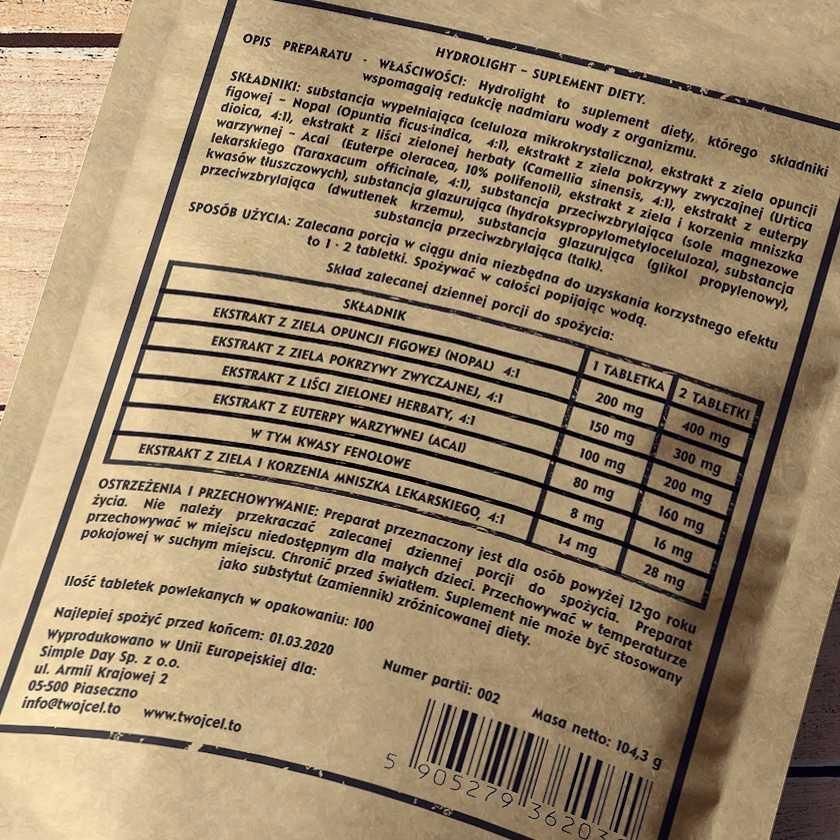 HYDROLIGHT – SUPLEMENT DIETY.
OPIS PREPARATU · WŁAŚCIWOŚCI: Hydrolight to suplement diety, którego składniki
wspomagają redukcję nadmiaru wody z organizmu.
SKŁADNIKI: substancja wypełniająca (celuloza mikrokrystaliczna), ekstrakt z ziela opuncji
figowej – Nopal (Opuntia ficus-indica, 4:1), ekstrakt z ziela pokrzywy zwyczajnej (Urtica
dioica, 4:1), ekstrakt z liści zielonej herbaty (Camellia sinensis, 4:1), ekstrakt z euterpy
warzywnej – Acai (Euterpe oleracea, 10% polifenoli), ekstrakt z ziela i korzenia mniszka
lekarskiego (Taraxacum officinale, 4:1), substancja przeciwzbrylająca (sole magnezowe
kwasów tłuszczowych), substancja glazurująca (hydroksypropylometyloceluloza), substancja
przeciwzbrylająca (dwutlenek krzemu), substancja glazurująca (glikol propylenowy),
substancja przeciwzbrylająca (talk).
SPOSÓB UŻYCIA: Zalecana porcja w ciągu dnia niezbędna do uzyskania korzystnego efektu
to 1 - 2 tabletki. Spożywać w całości popijając wodą.
Skład zalecanej dziennej porcji do spożycia:
SKŁADNIK 1 TABLETKA 2 TABLETKI
EKSTRAKT Z ZIELA OPUNCJI FIGOWEJ (NOPAL) 4:1 200 mg 400 mg
EKSTRAKT Z ZIELA POKRZYWY ZWYCZAJNEJ, 4:1 150 mg 300 mg
EKSTRAKT Z LIŚCI ZIELONEJ HERBATY, 4:1 100 mg 200 mg
EKSTRAKT Z EUTERPY WARZYWNEJ (ACAI) 80 mg 160 mg
W TYM KWASY FENOLOWE 8 mg 16 mg
EKSTRAKT Z ZIELA I KORZENIA MNISZKA LEKARSKIEGO, 4:1 14 mg 28 mg
OSTRZEŻENIA I PRZECHOWYWANIE: Preparat przeznaczony jest dla osób powyżej 12-go roku
życia. Nie należy przekraczać zalecanej dziennej porcji do spożycia. Preparat
przechowywać w miejscu niedostępnym dla małych dzieci. Przechowywać w temperaturze
pokojowej w suchym miejscu. Chronić przed światłem. Suplement nie może być stosowany
jako substytut (zamiennik) zróżnicowanej diety.
Ilość tabletek powlekanych w opakowaniu: 100
Najlepiej spożyć przed końcem: 01.03.2020
Numer partii: 002
Masa netto: 104,3 g
Wyprodukowano w Unii Europejskiej dla:
Simple Day Sp. z o.o.
ul. Armii Krajowej 2
05-500 Piaseczno
info@twojcel.to www.twojcel.to
5 905279 36203